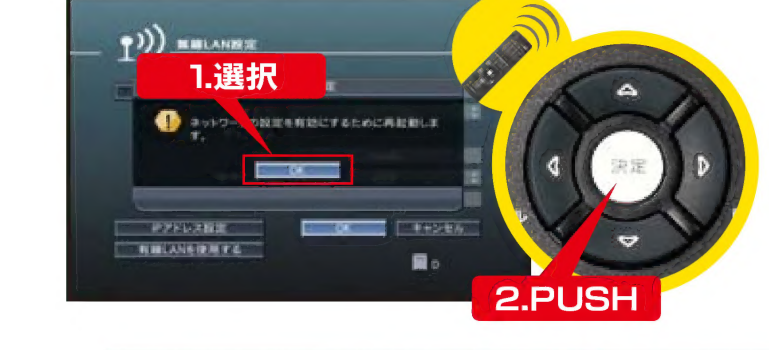 無線LAN設定
1.選択
定
ネットワークの設定を有効にするために再起動しま
す。
OK
IPアドレス設定
OK
キャンセル
有線LANを使用する
D
決定
2.PUSH